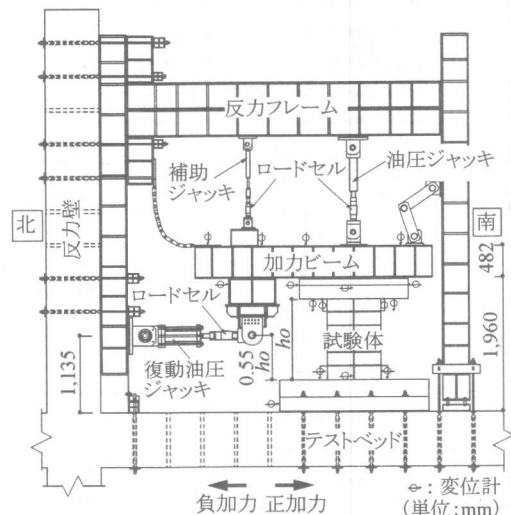 反力フレーム
補助
ジャッキ
ロードセル
油圧ジャッキ
北
反力壁
南
加力ビーム
482
ロードセル
試験体
1,960
復動油圧
ジャッキ
0.55
ho
ho
1,135
テストベッド
負加力 正加力
: 変位計
(単位:mm)